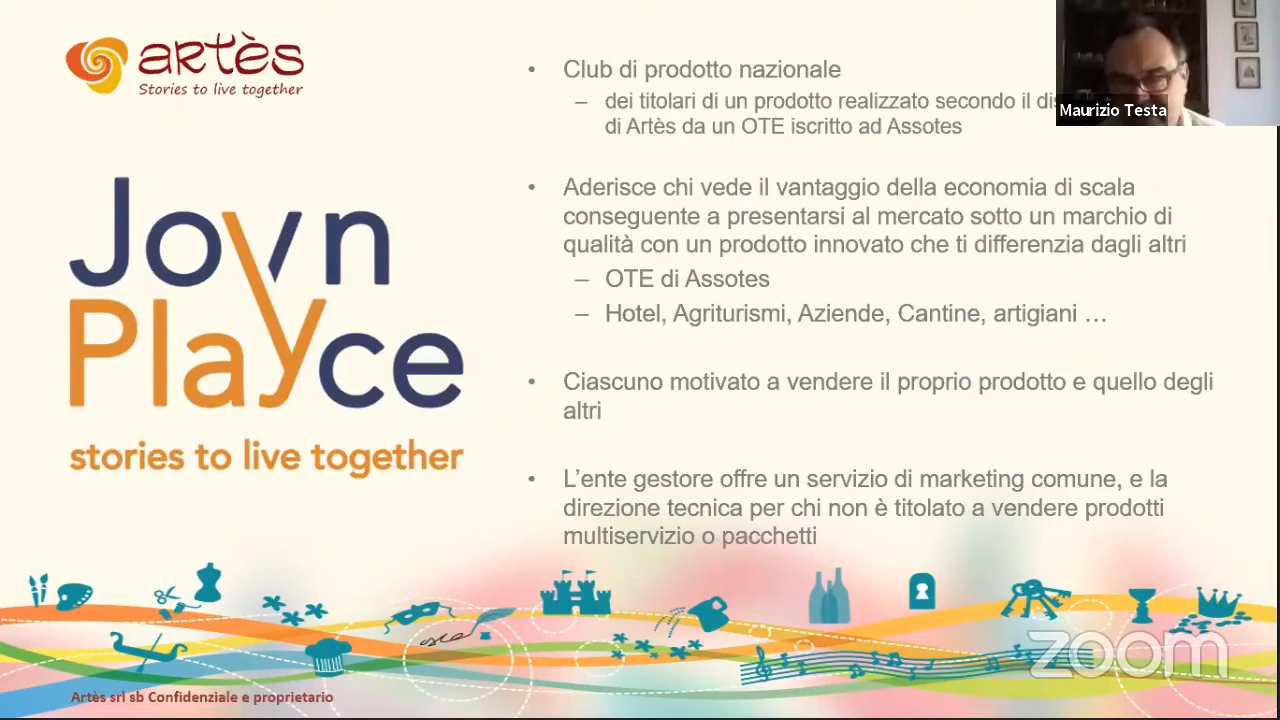 artès
Stories to live together
• Club di prodotto nazionale
– dei titolari di un prodotto realizzato secondo il
di Artès da un OTE iscritto ad Assotes
Maurizio Testa
Joyn
Playce
stories to live together
• Aderisce chi vede il vantaggio della economia di scala
conseguente a presentarsi al mercato sotto un marchio di
qualità con un prodotto innovato che ti differenzia dagli altri
– OTE di Assotes
– Hotel, Agriturismi, Aziende, Cantine, artigiani …
• Ciascuno motivato a vendere il proprio prodotto e quello degli
altri
• L’ente gestore offre un servizio di marketing comune, e la
direzione tecnica per chi non è titolato a vendere prodotti
multiservizio o pacchetti
zoom
Artès srl sb Confidenziale e proprietario